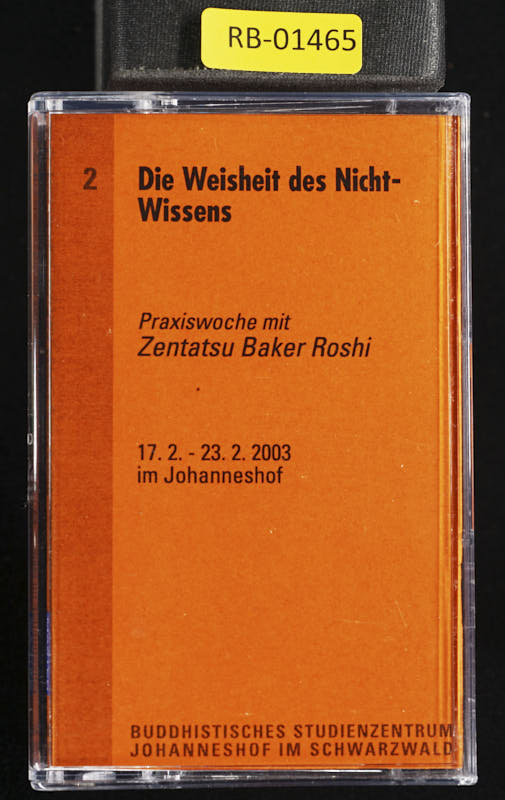 RB-01465
2
Die Weisheit des Nicht-
Wissens
Praxiswoche mit
Zentatsu Baker Roshi
17. 2. - 23. 2. 2003
im Johanneshof
BUDDHISTISCHES STUDIENZENTRUM
JOHANNESHOF IM SCHWARZWALD